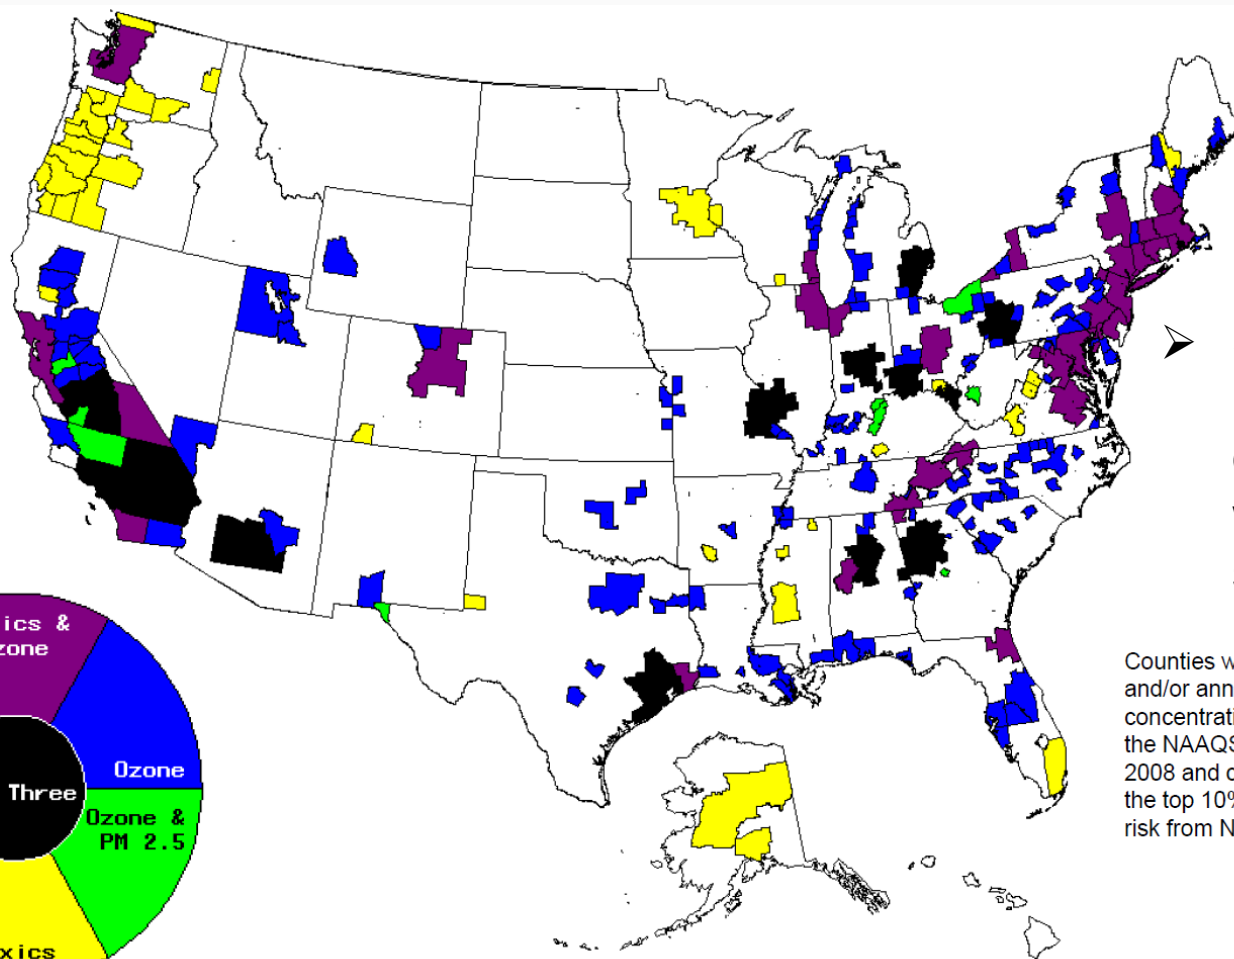 ics &
zone
Ozone
Three
Ozone &
PM 2.5
xics
Counties w
and/or ann
concentrati
the NAAQS
2008 and c
the top 10%
risk from N